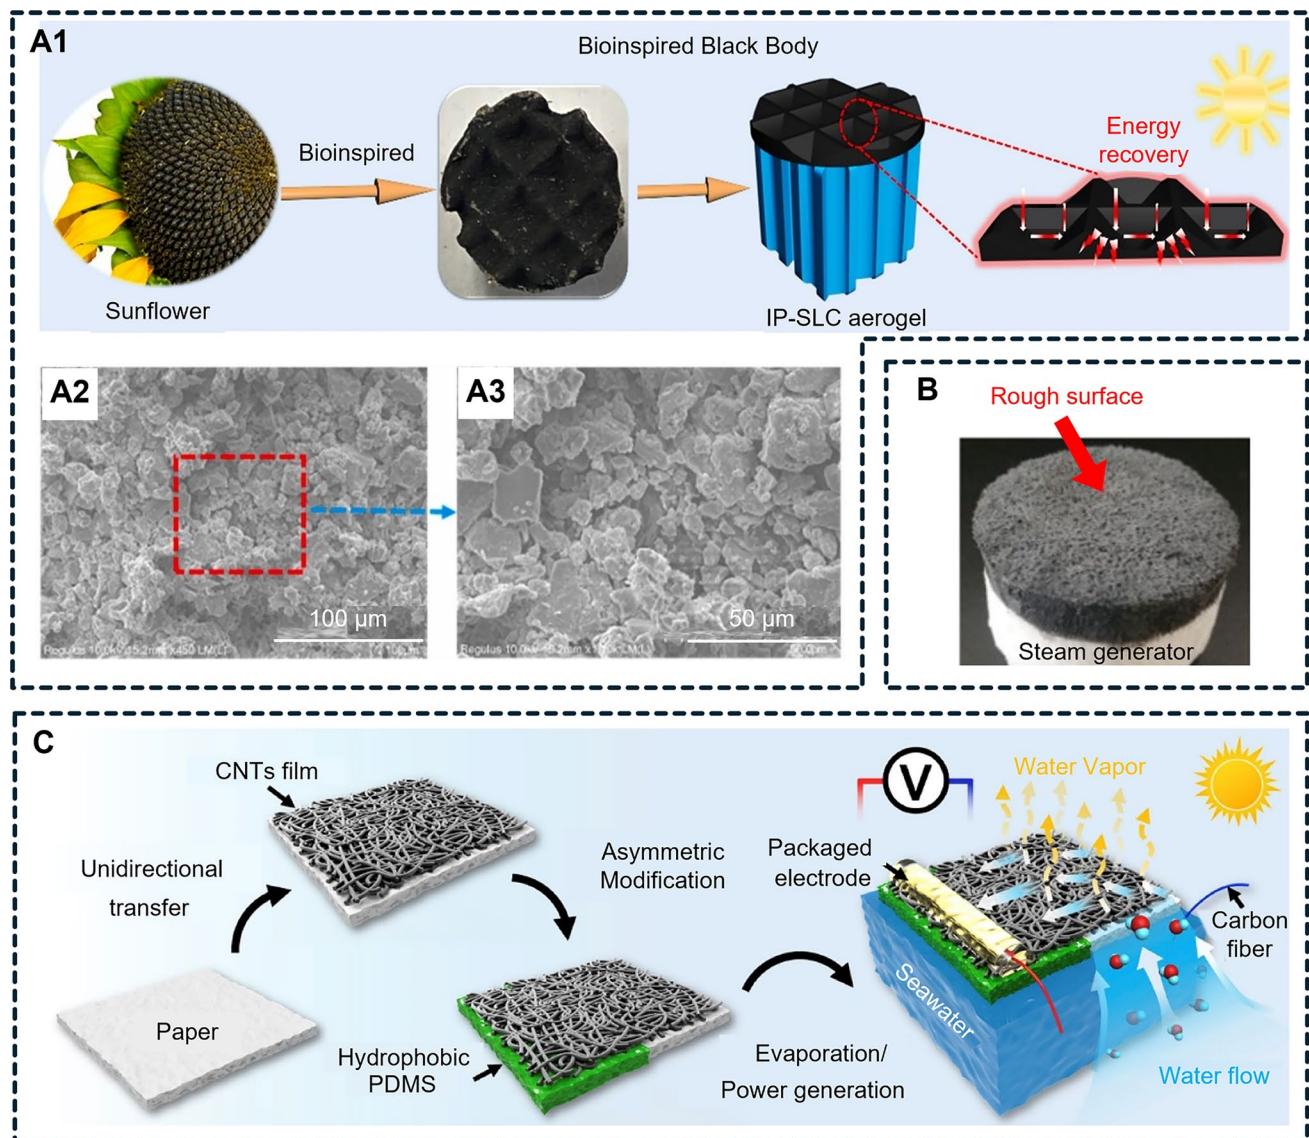 A1
Bioinspired Black Body
Bioinspired
Energy
recovery
Sunflower
IP-SLC aerogel
A2
100 μm
A3
50 μm
B
Rough surface
Steam generator
C
CNTs film
Unidirectional
transfer
Paper
Asymmetric
Modification
Hydrophobic
PDMS
Evaporation/
Power generation
V
Water Vapor
Packaged
electrode
Carbon
fiber
Seawater
Water flow